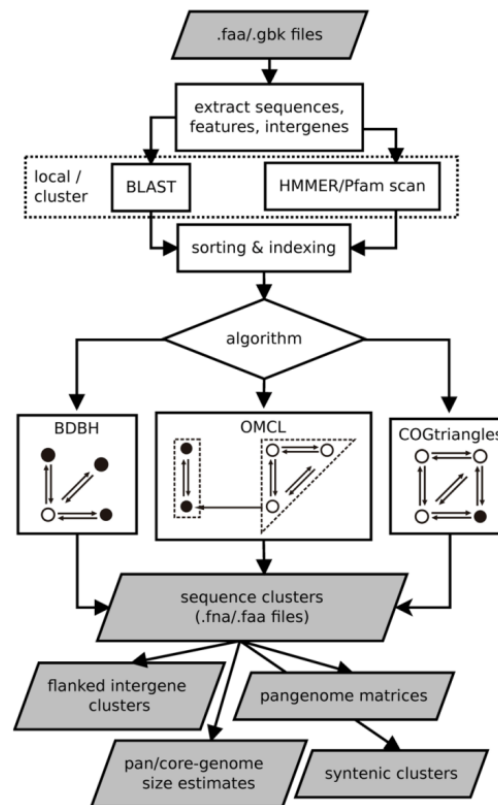 .faa/.gbk files
extract sequences,
features, intergenes
local /
cluster
BLAST
HMMER/Pfam scan
sorting & indexing
algorithm
BDBH
OMCL
COGtriangles
sequence clusters
(.fna/.faa files)
flanked intergene
clusters
pangenome matrices
pan/core-genome
size estimates
syntenic clusters